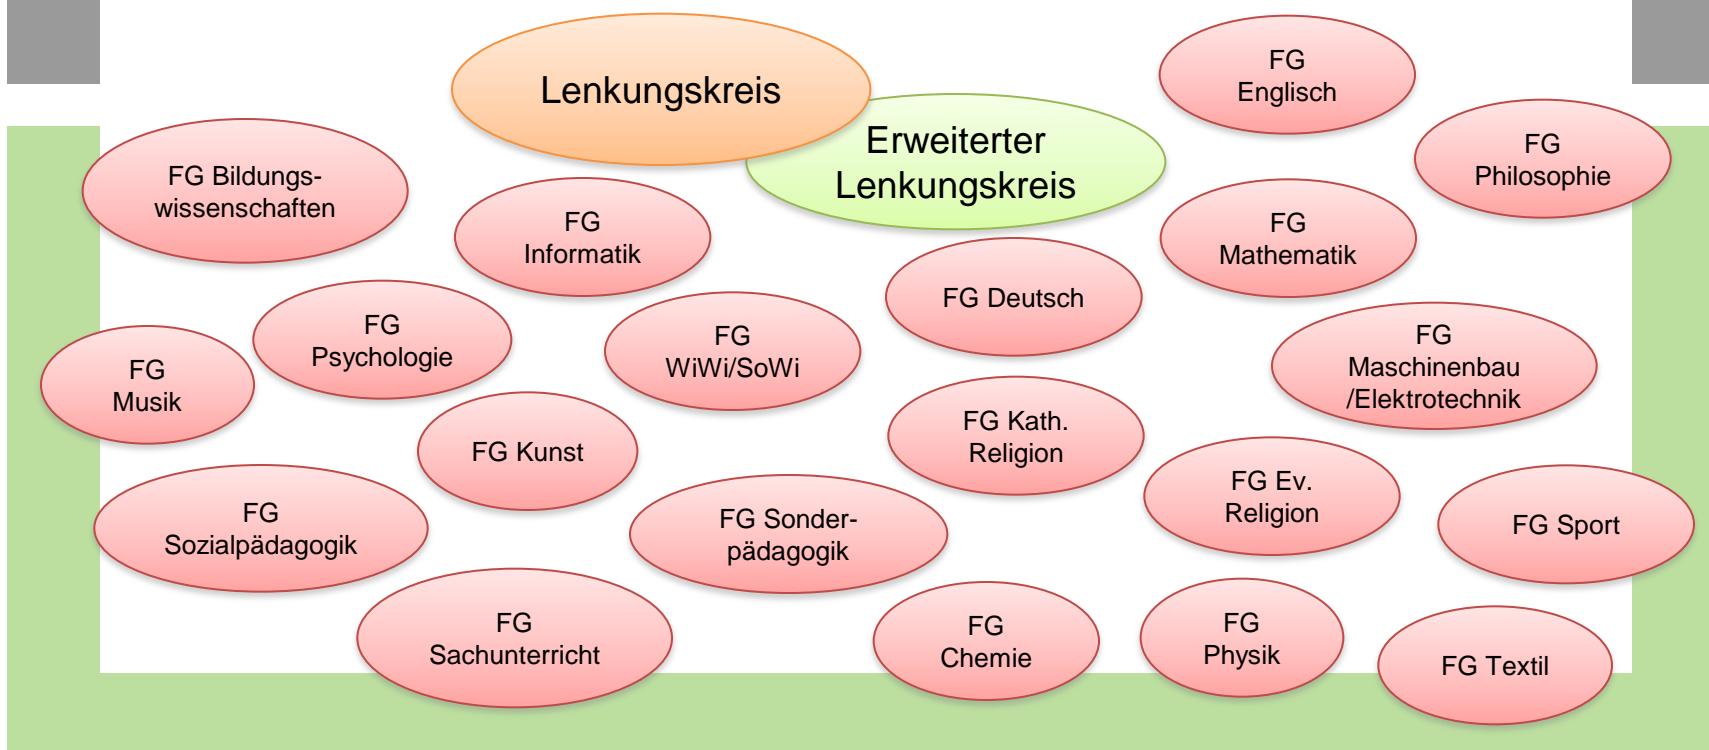 Lenkungskreis
Erweiterter
Lenkungskreis
FG
Englisch
FG
Philosophie
FG Bildungs-
wissenschaften
FG
Informatik
FG
Mathematik
FG Deutsch
FG
Psychologie
FG
WiWi/SoWi
FG
Maschinenbau
/Elektrotechnik
FG
Musik
FG Kunst
FG Kath.
Religion
FG Ev.
Religion
FG
Sozialpädagogik
FG Sonder-
pädagogik
FG Sport
FG
Sachunterricht
FG
Chemie
FG
Physik
FG Textil